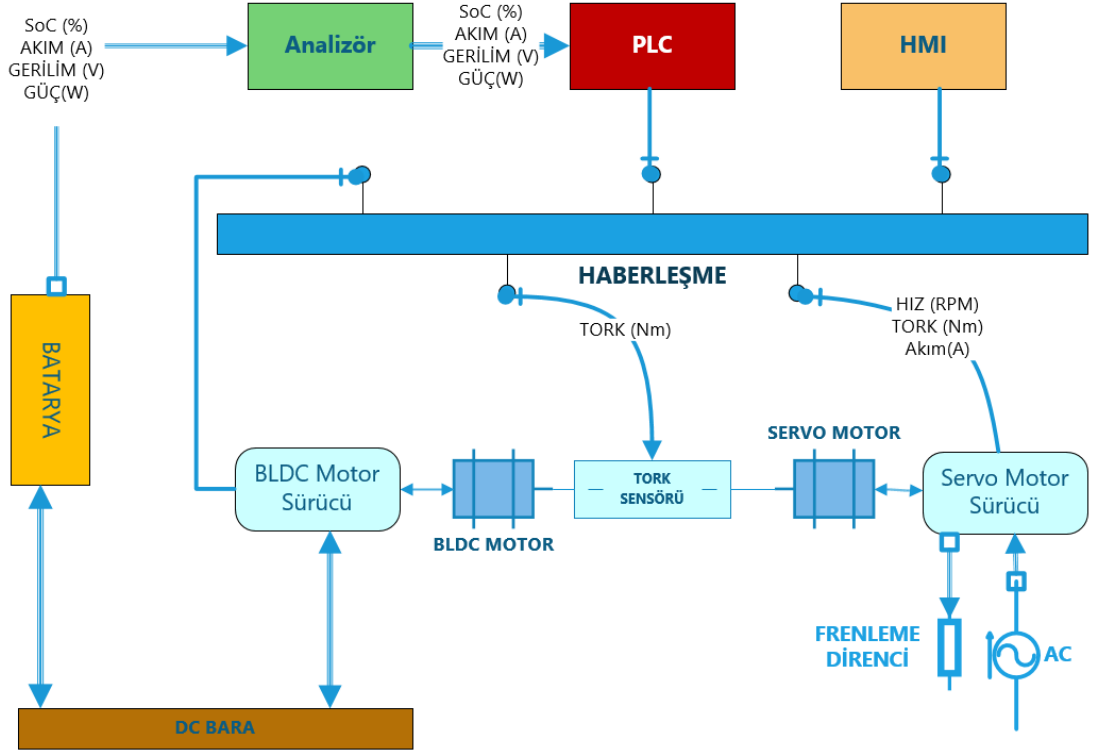 SoC (%)
AKIM (A)
GERİLİM (V)
GÜÇ(W)
Analizör
SoC (%)
AKIM (A)
GERİLİM (V)
GÜÇ(W)
PLC
HMI
HABERLEŞME
TORK (Nm)
HIZ (RPM)
TORK (Nm)
Akım(A)
BATARYA
BLDC Motor
Sürücü
BLDC MOTOR
TORK
SENSÖRÜ
SERVO MOTOR
Servo Motor
Sürücü
FRENLEME
DİRENCİ
AC
DC BARA